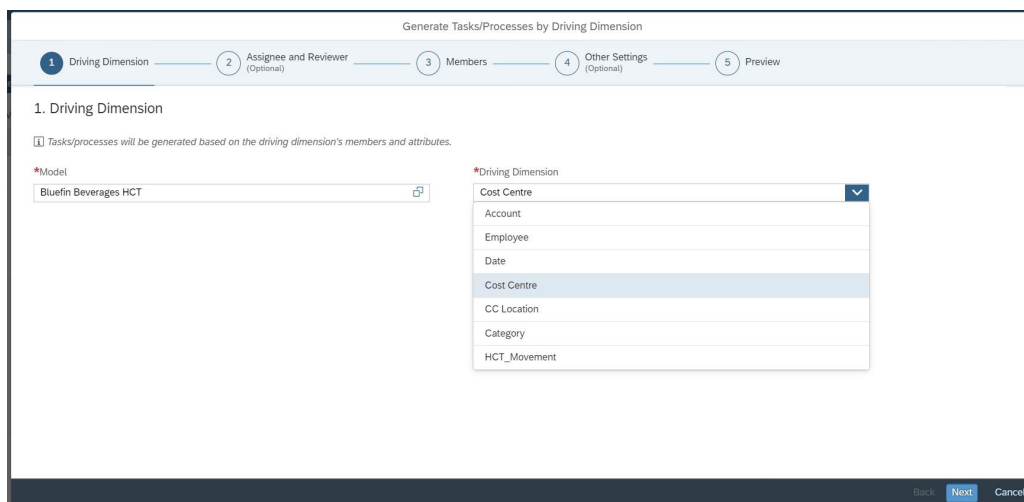 Generate Tasks/Processes by Driving Dimension
1 Driving Dimension
2 Assignee and Reviewer
(Optional)
3 Members
4 Other Settings
(Optional)
5 Preview
1. Driving Dimension
i Tasks/processes will be generated based on the driving dimension's members and attributes.
*Model
Bluefin Beverages HCT
*Driving Dimension
Cost Centre
Account
Employee
Date
Cost Centre
CC Location
Category
HCT_Movement
Back Next Cancel